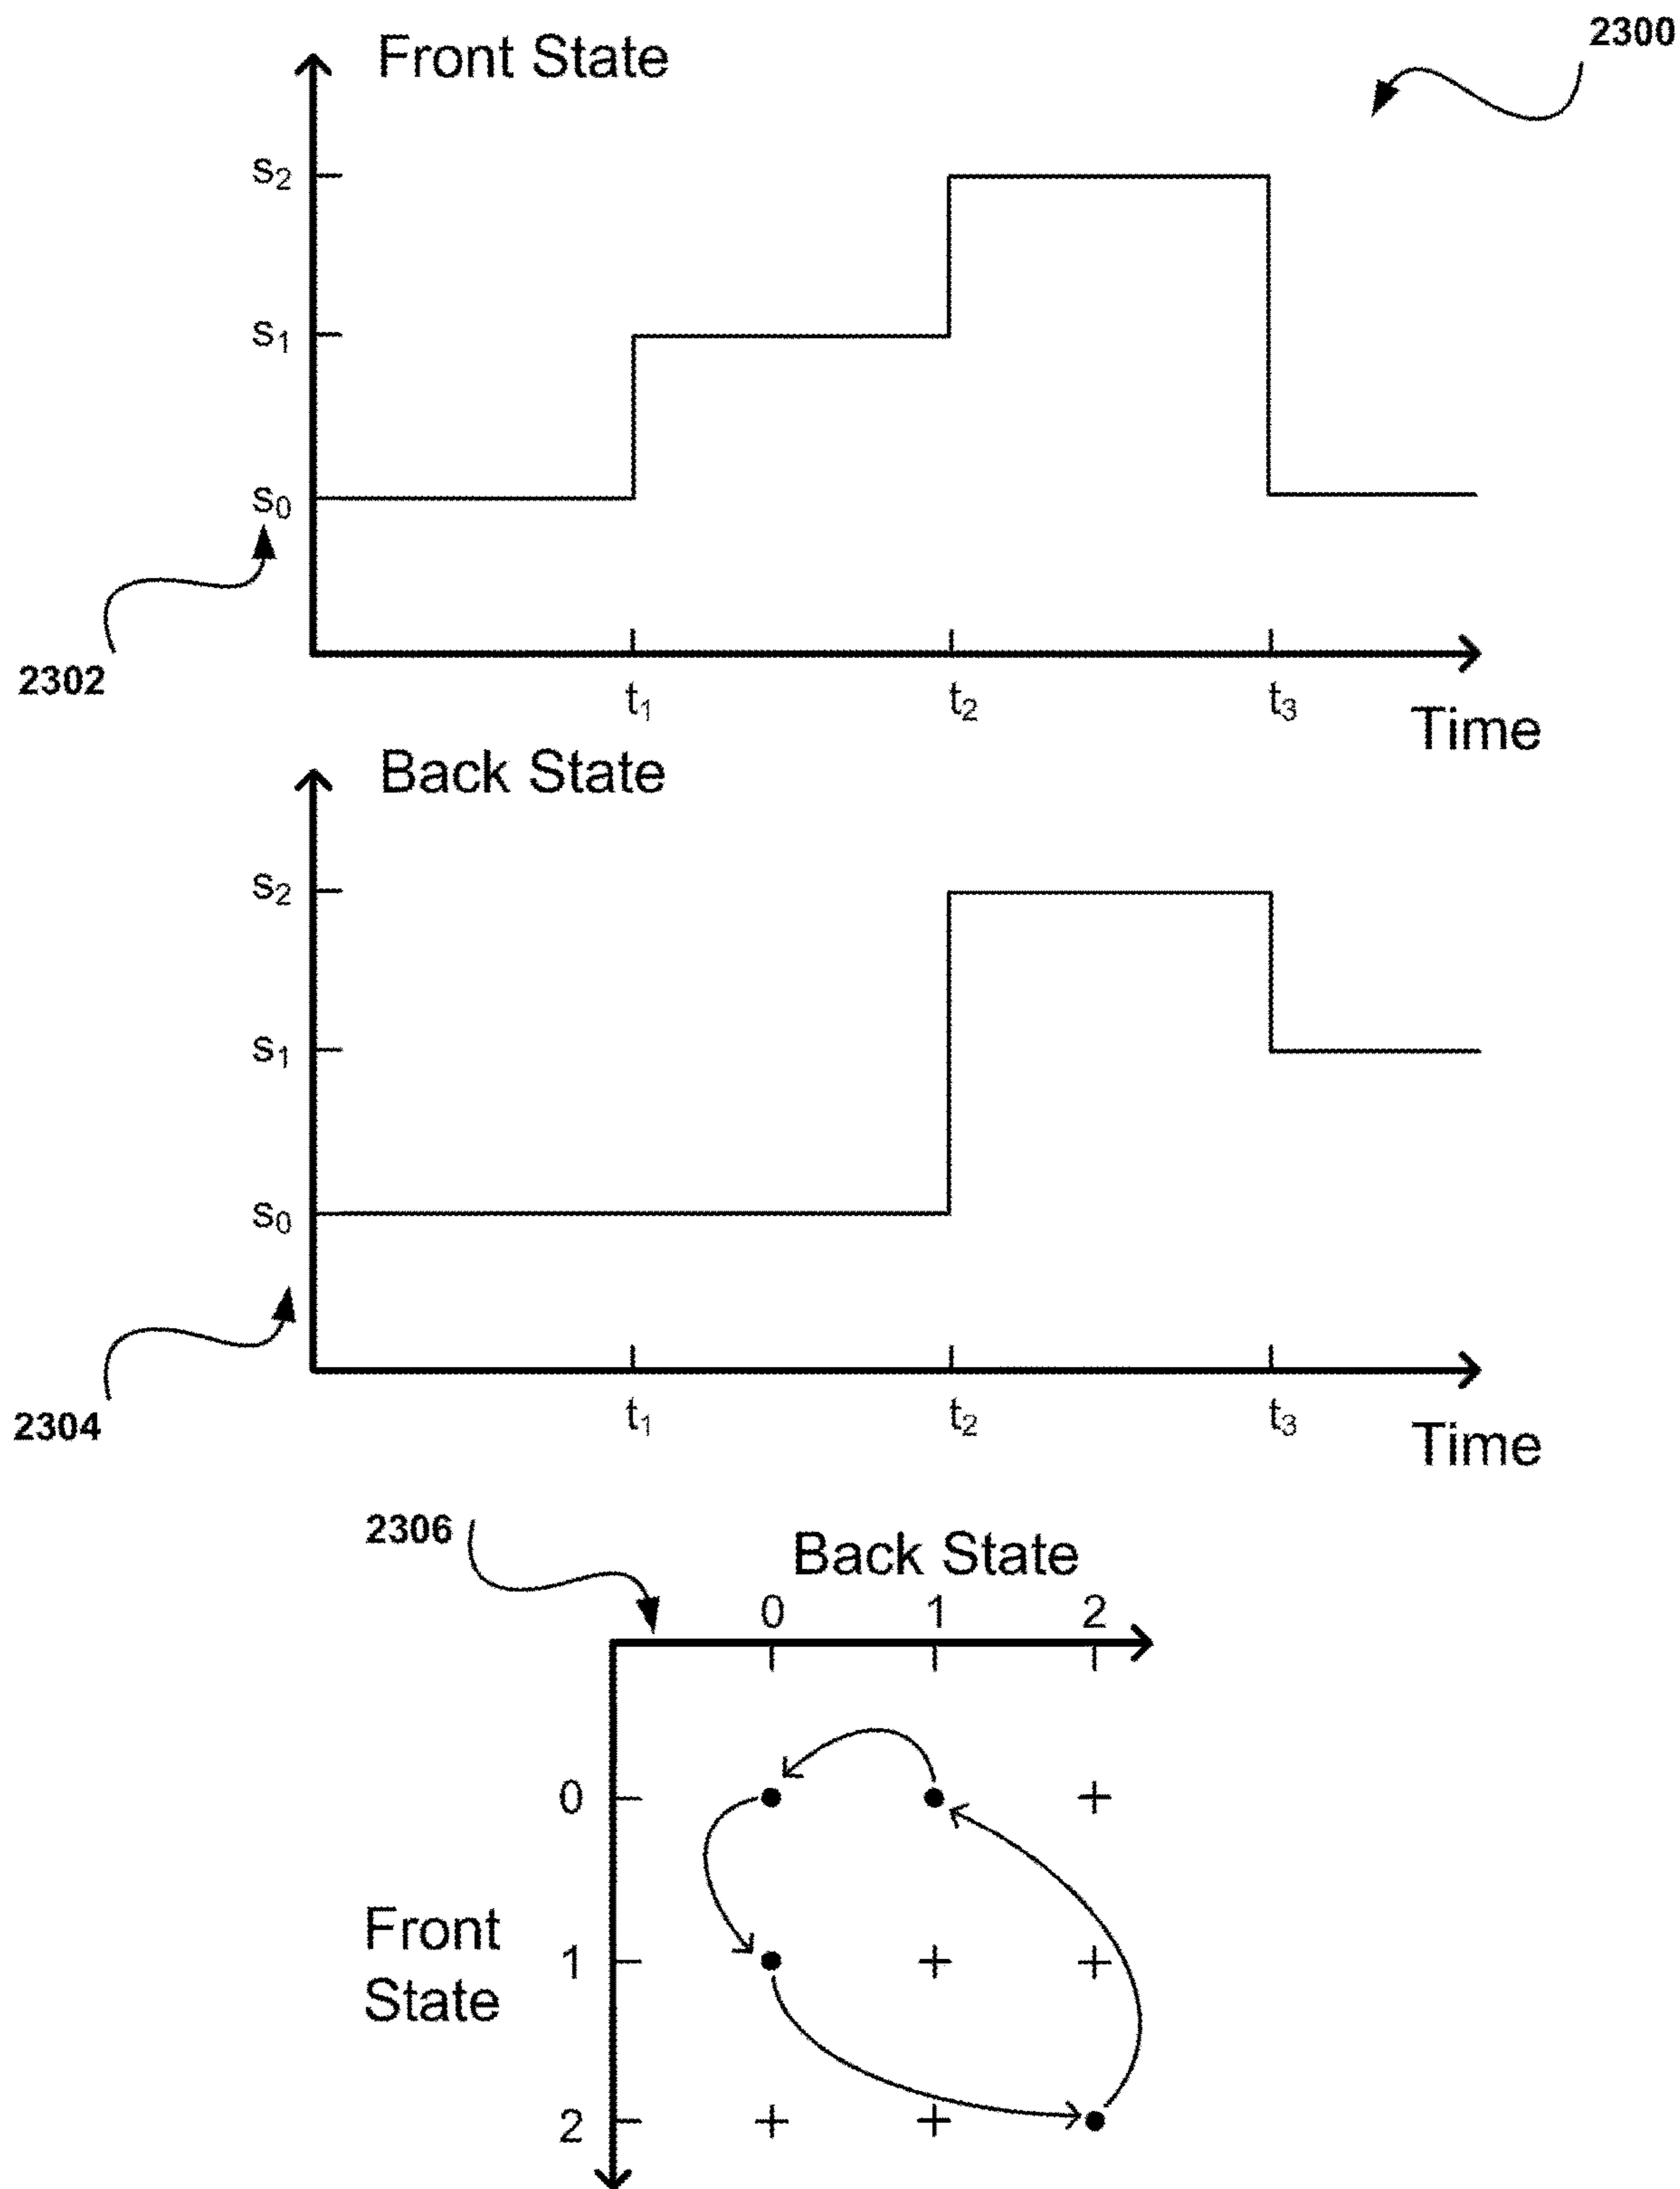 2300
Front State
S₂
S₁
S₀
2302
t₁ t₂ t₃
Time
Back State
S₂
S₁
S₀
2304
t₁ t₂ t₃
Time
2306
Back State
0 1 2
0
Front
State
1
2